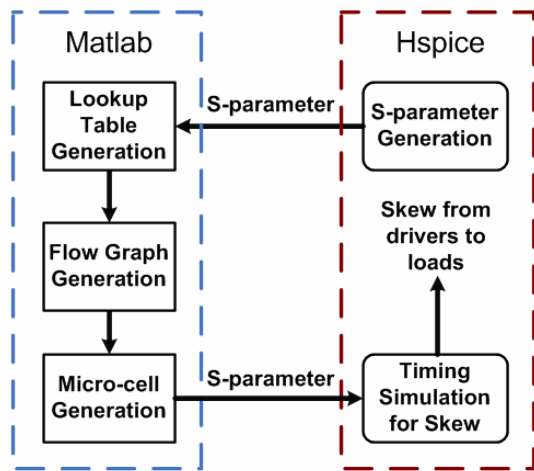 Matlab
Lookup
Table
Generation
Flow Graph
Generation
Micro-cell
Generation
S-parameter
S-parameter
Hspice
S-parameter
Generation
Skew from
drivers to
loads
Timing
Simulation
for Skew